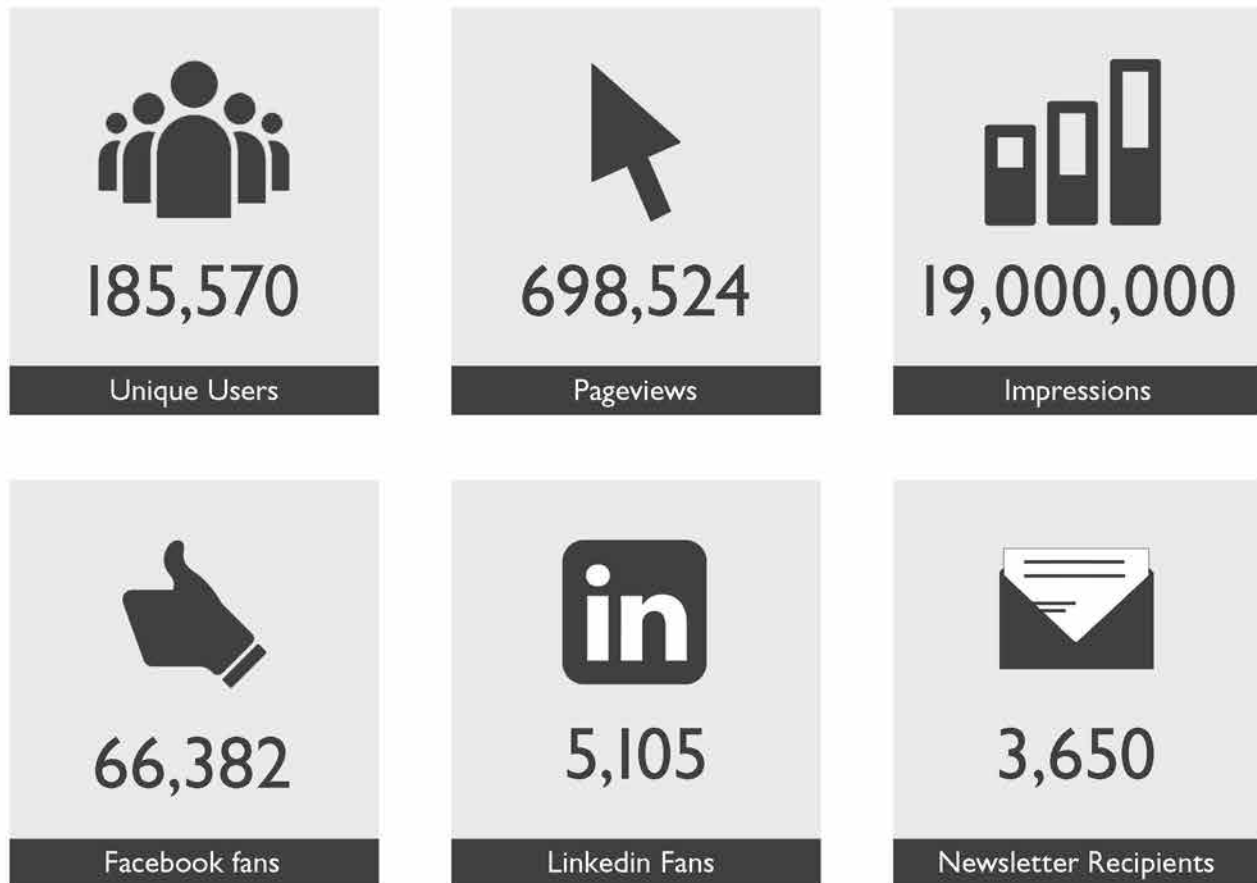 185,570
698,524
19,000,000
Unique Users
Pageviews
Impressions
in
66,382
5,105
3,650
Facebook fans
Linkedin Fans
Newsletter Recipients